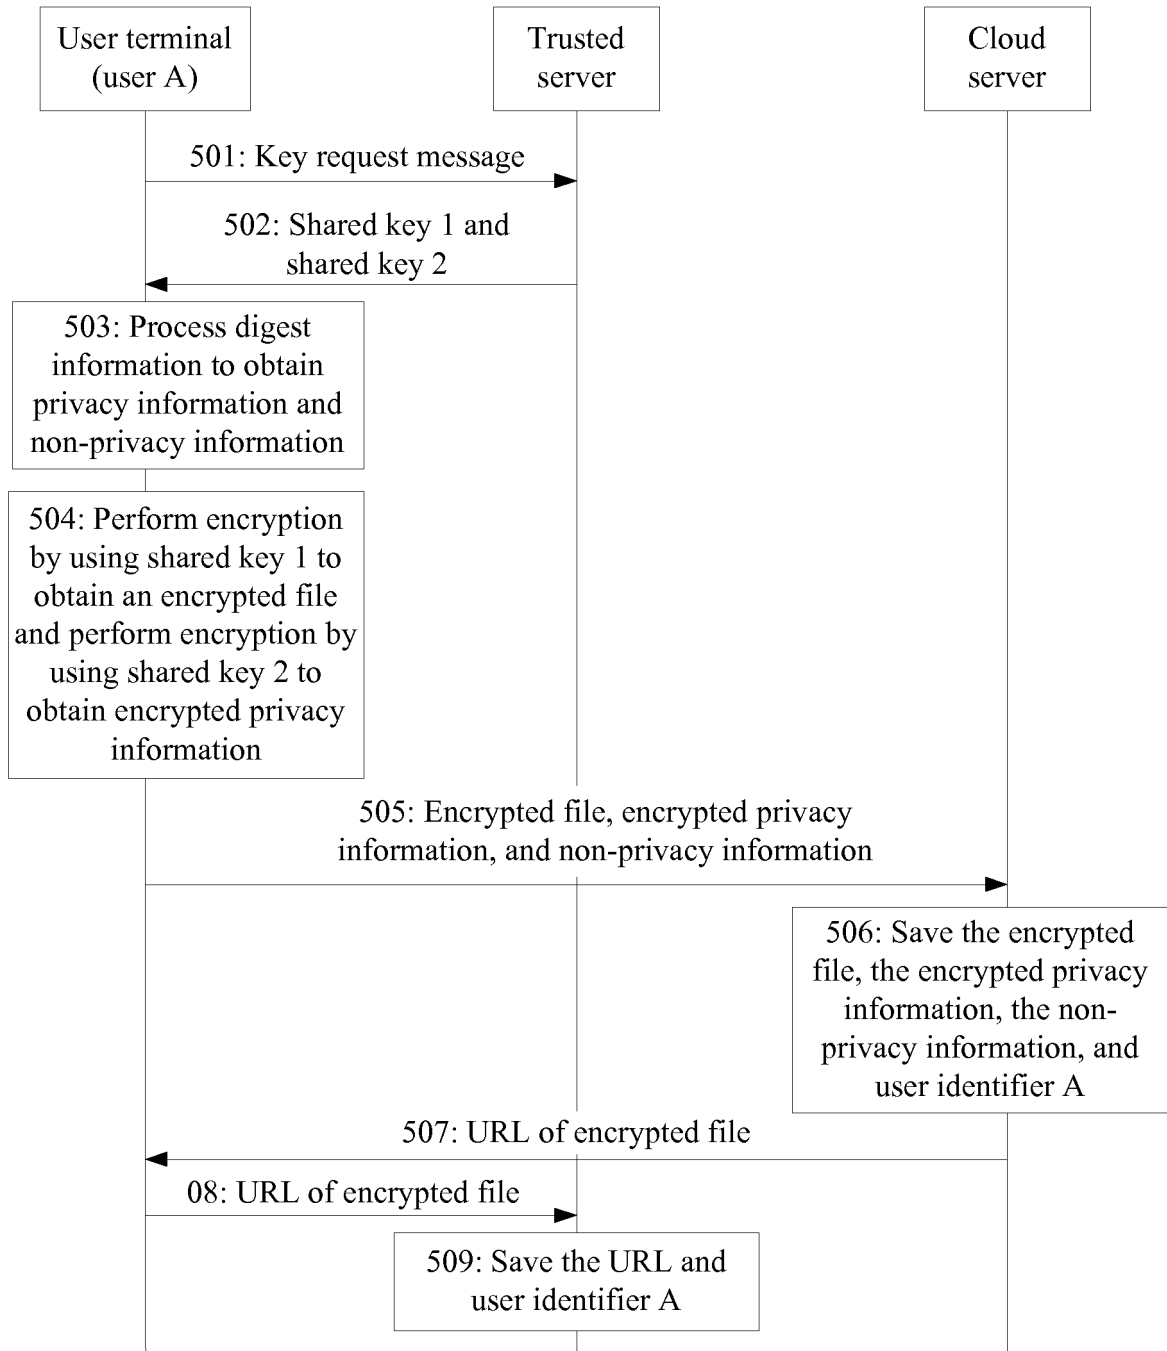 User terminal
(user A)
Trusted
server
Cloud
server
501: Key request message
502: Shared key 1 and
shared key 2
503: Process digest
information to obtain
privacy information and
non-privacy information
504: Perform encryption
by using shared key 1 to
obtain an encrypted file
and perform encryption by
using shared key 2 to
obtain encrypted privacy
information
505: Encrypted file, encrypted privacy
information, and non-privacy information
506: Save the encrypted
file, the encrypted privacy
information, the non-
privacy information, and
user identifier A
507: URL of encrypted file
08: URL of encrypted file
509: Save the URL and
user identifier A